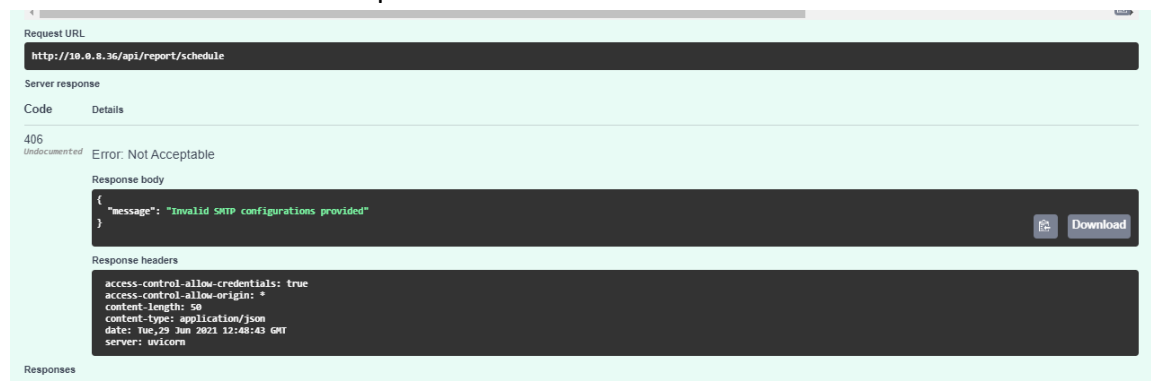 Request URL
http://10.0.8.36/api/report/schedule
Server response
Code Details
406
Undocumented
Error: Not Acceptable
Response body
{
"message": "Invalid SMTP configurations provided"
}
Download
Response headers
access-control-allow-credentials: true
access-control-allow-origin: *
content-length: 50
content-type: application/json
date: Tue,29 Jun 2021 12:48:43 GMT
server: uvicorn
Responses